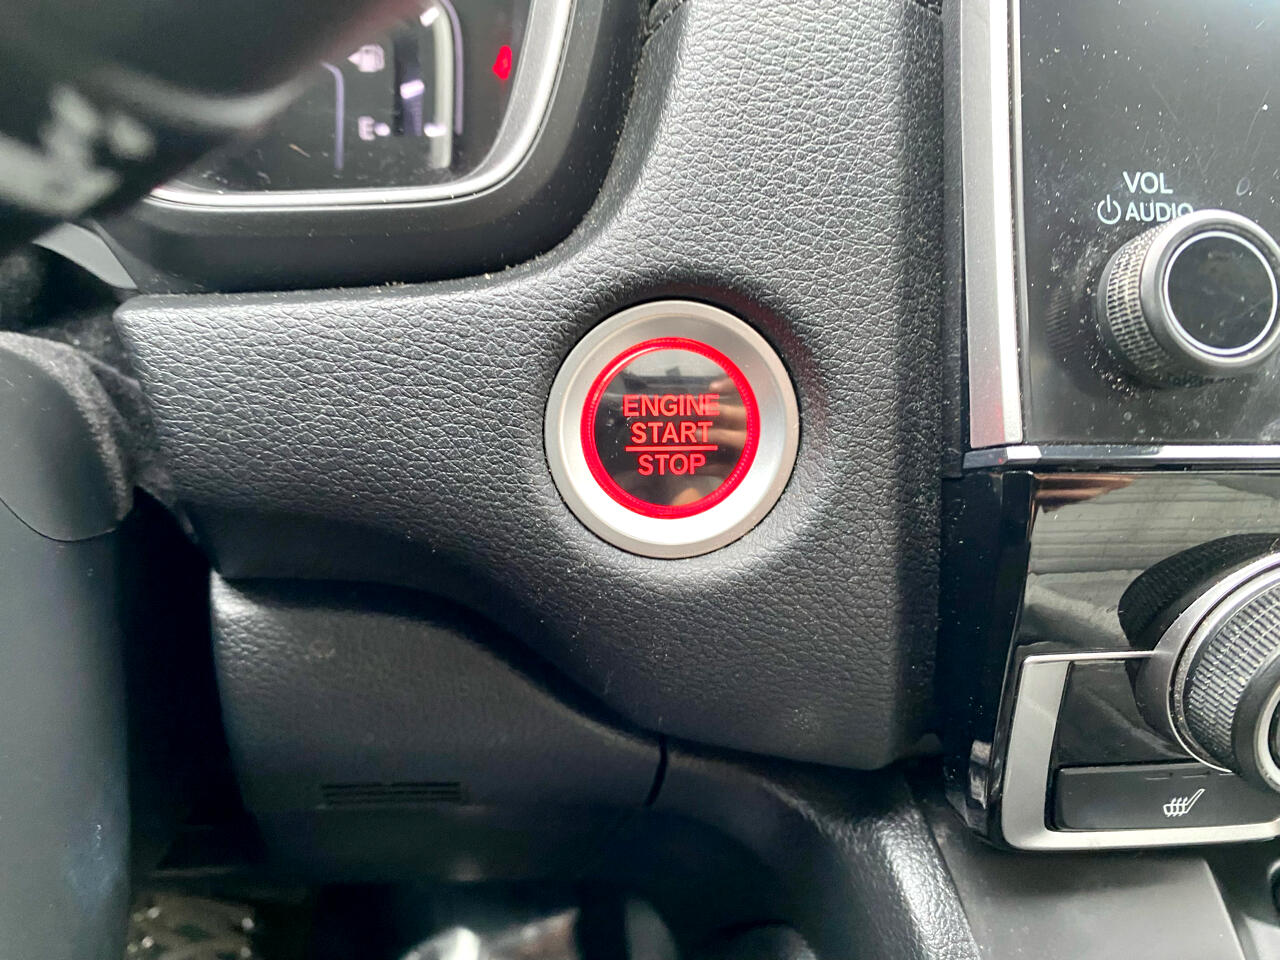 E
VOL
AUDIO
ENGINE
START
STOP